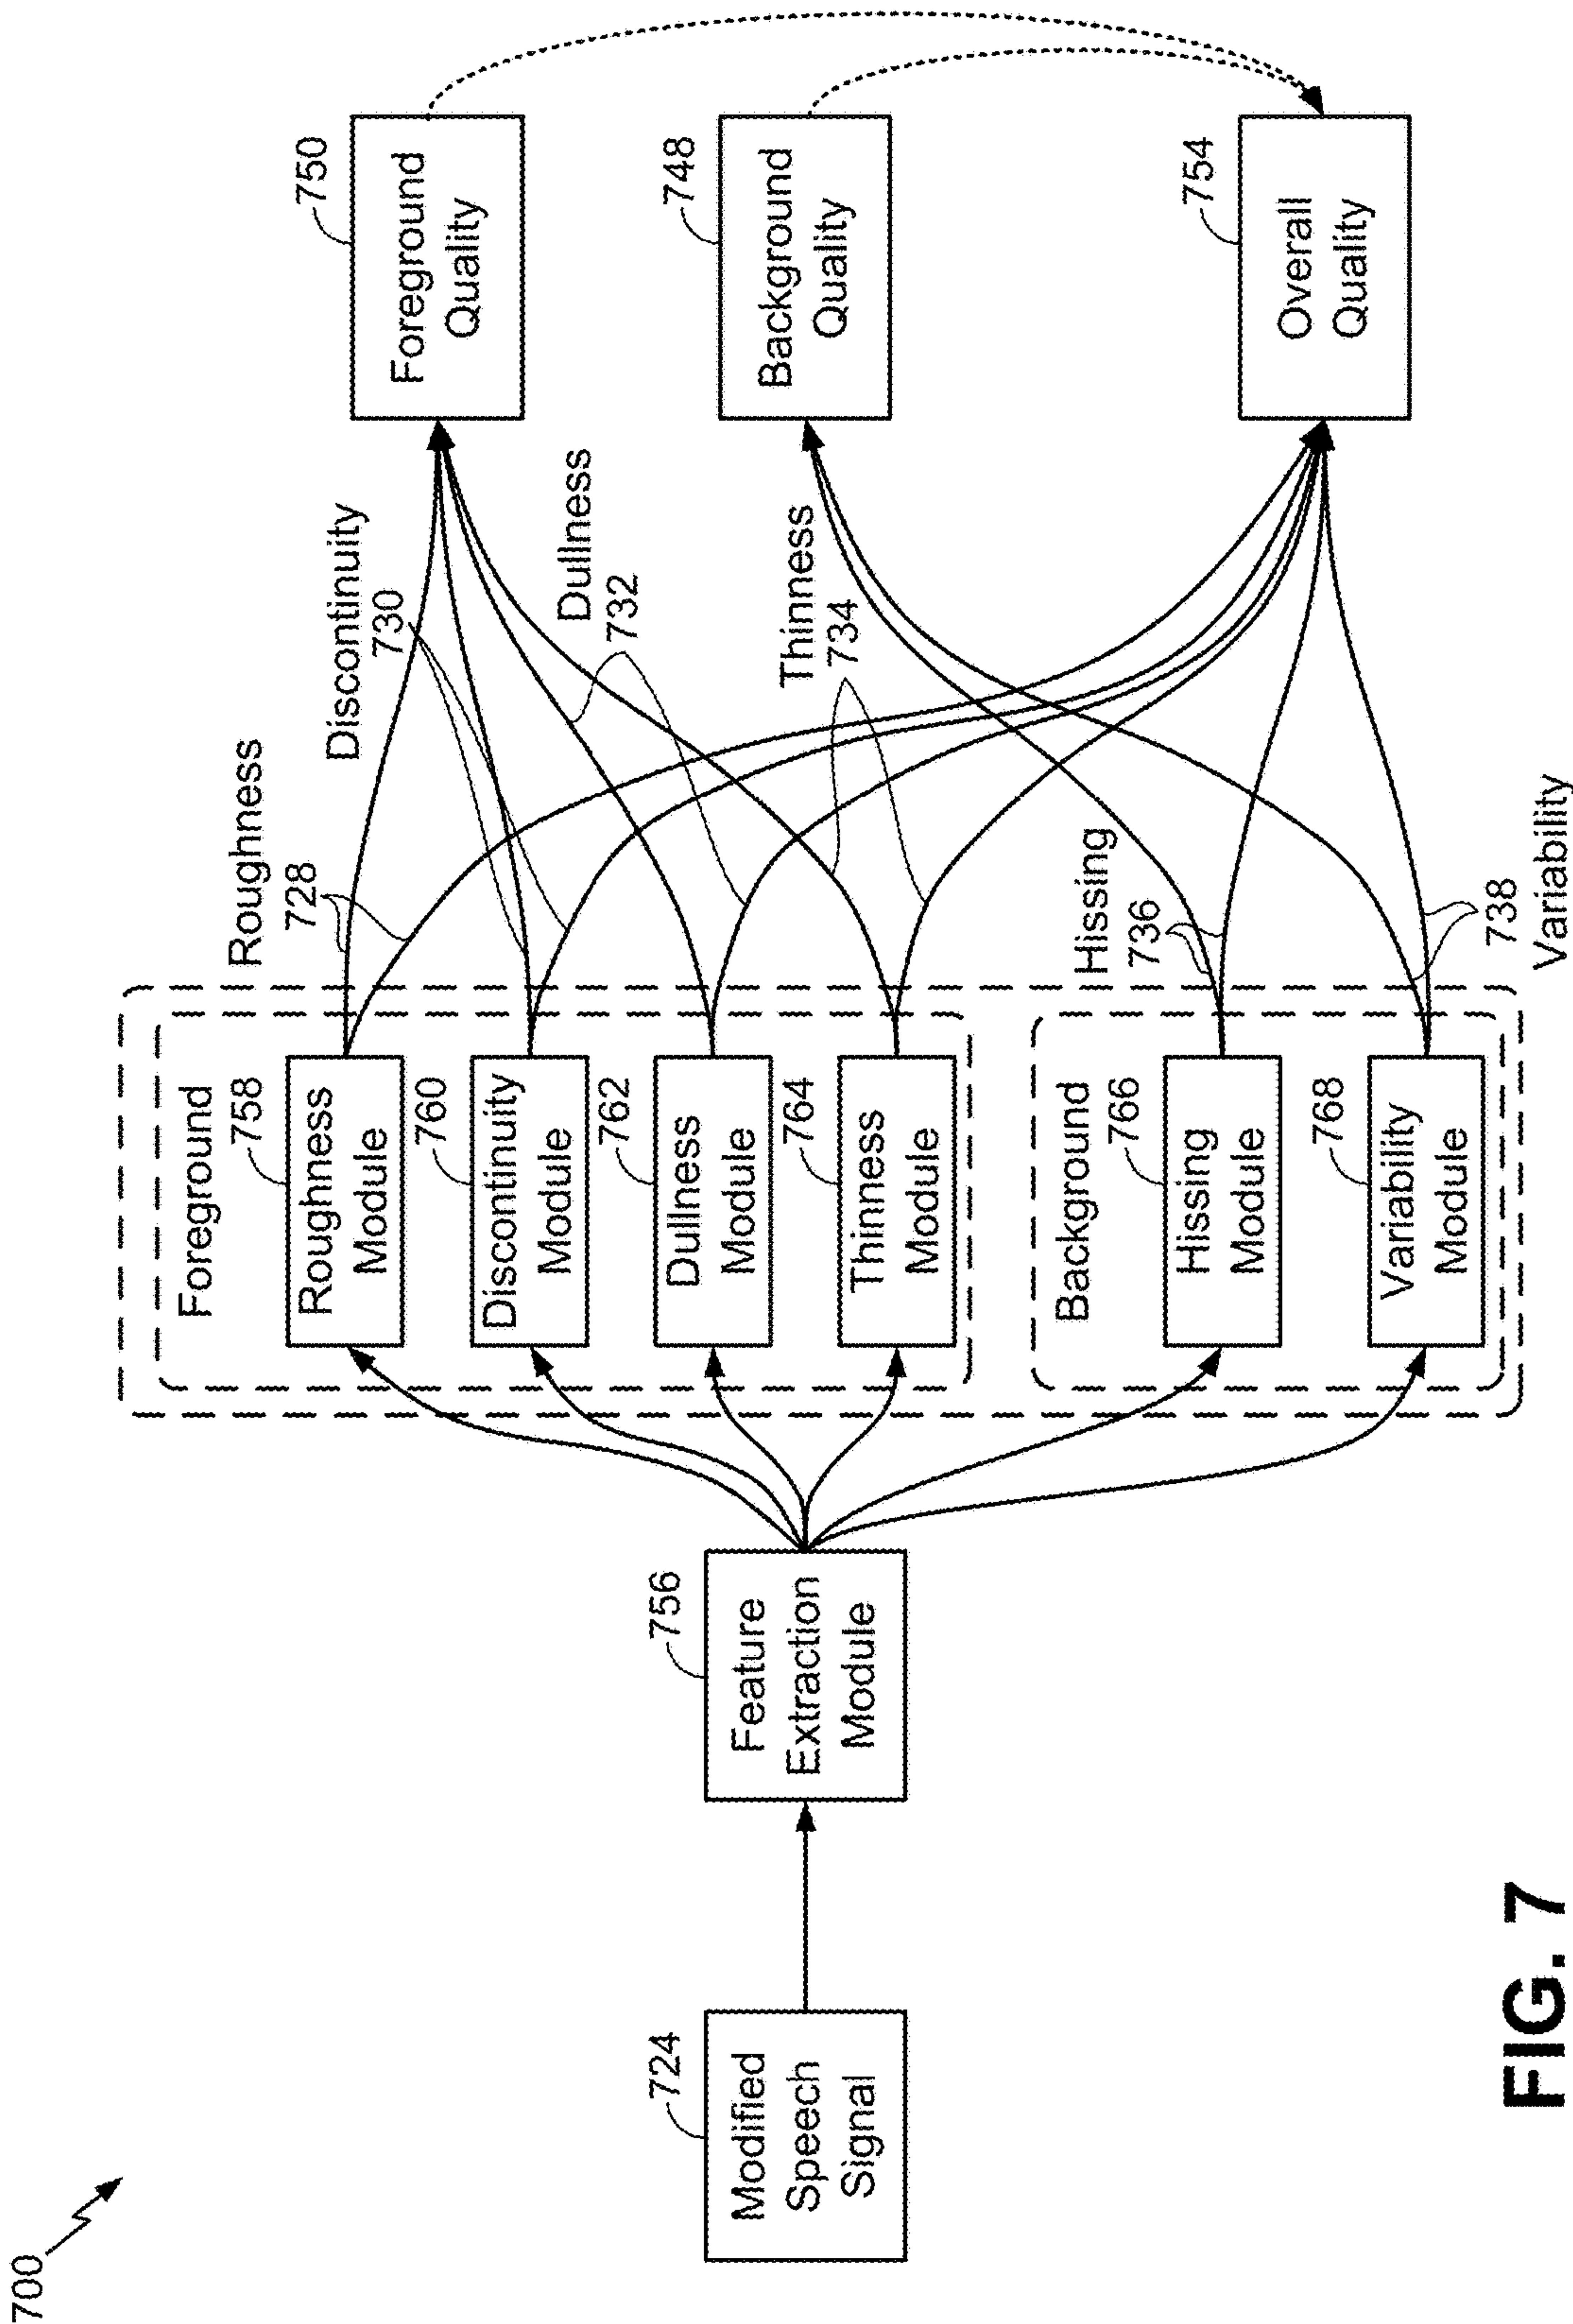 700
724
Modified
Speech
Signal
756
Feature
Extraction
Module
Foreground
758
Roughness
Module
760
Discontinuity
Module
762
Dullness
Module
764
Thinness
Module
Background
766
Hissing
Module
768
Variability
Module
Roughness
728
Discontinuity
730
Dullness
732
Thinness
734
Hissing
736
738
Variability
750
Foreground
Quality
748
Background
Quality
754
Overall
Quality
FIG. 7